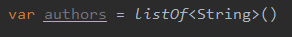 var authors = listOf<String>()